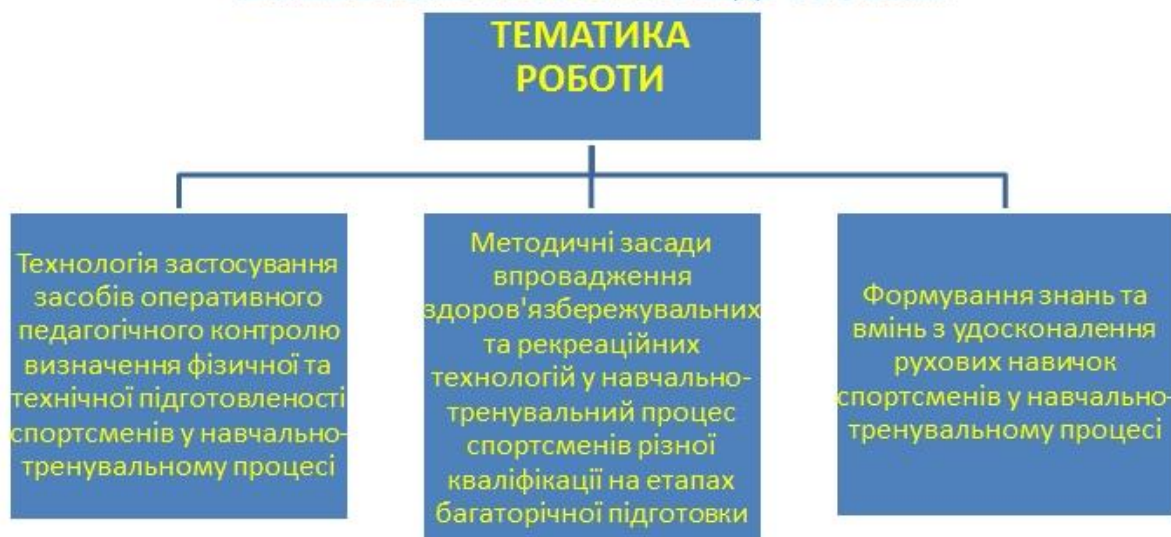 ТЕМАТИКА
РОБОТИ
Технологія застосування
засобів оперативного
педагогічного контролю
визначення фізичної та
технічної підготовленості
спортсменів у навчально-
тренувальному процесі
Методичні засади
впровадження
здоров'язбережувальних
та рекреаційних
технологій у навчально-
тренувальний процес
спортсменів різної
кваліфікації на етапах
багаторічної підготовки
Формування знань та
вмінь з удосконалення
рухових навичок
спортсменів у навчально-
тренувальному процесі